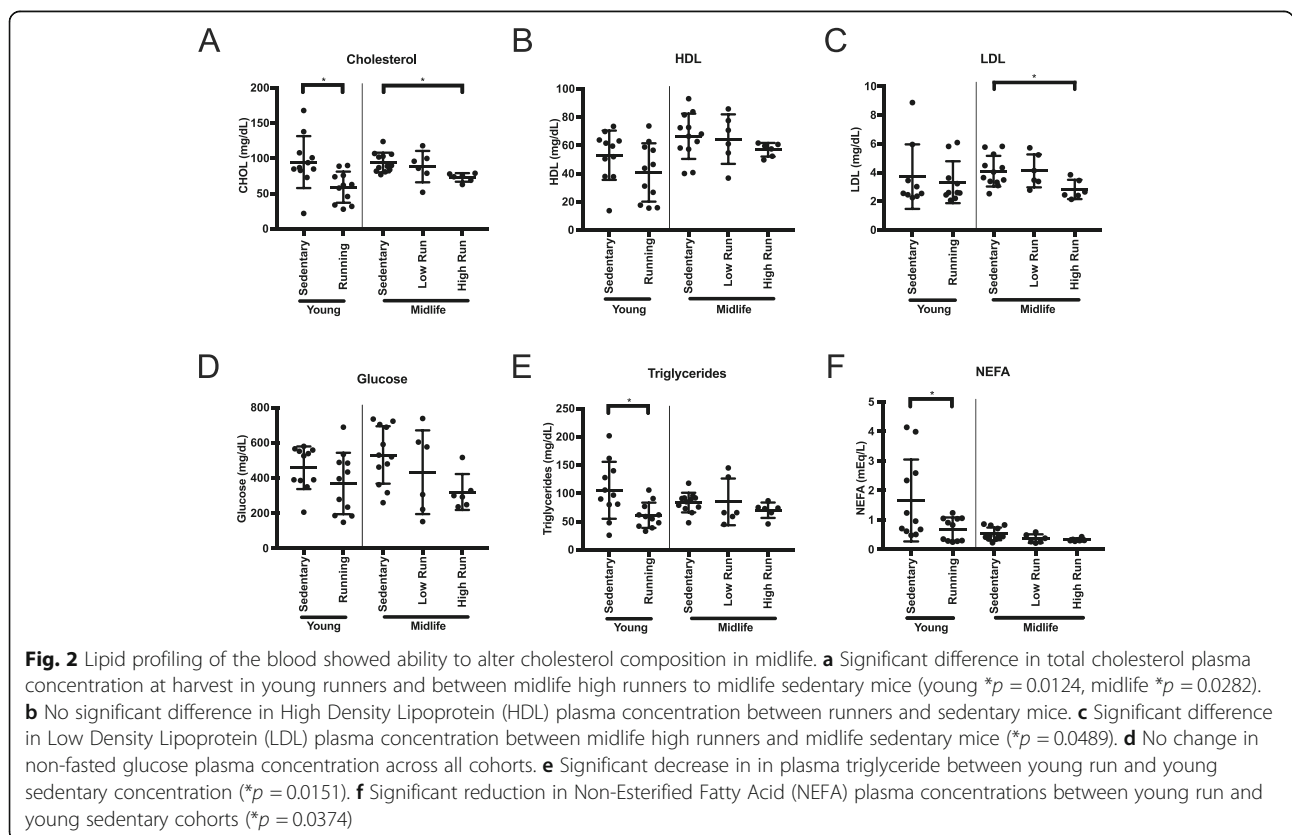 A
Cholesterol
*
*
CHOL (mg/dL)
200
150
100
50
0
Sedentary
Running
Sedentary
Low Run
High Run
Young
Midlife
B
HDL
HDL (mg/dL)
100
80
60
40
20
0
Sedentary
Running
Sedentary
Low Run
High Run
Young
Midlife
C
LDL
*
LDL (mg/dL)
10
8
6
4
2
0
Sedentary
Running
Sedentary
Low Run
High Run
Young
Midlife
D
Glucose
Glucose (mg/dL)
800
600
400
200
0
Sedentary
Running
Sedentary
Low Run
High Run
Young
Midlife
E
Triglycerides
*
Triglycerides (mg/dL)
250
200
150
100
50
0
Sedentary
Running
Sedentary
Low Run
High Run
Young
Midlife
F
NEFA
*
NEFA (mEq/L)
5
4
3
2
1
0
Sedentary
Running
Sedentary
Low Run
High Run
Young
Midlife
Fig. 2 Lipid profiling of the blood showed ability to alter cholesterol composition in midlife. a Significant difference in total cholesterol plasma
concentration at harvest in young runners and between midlife high runners to midlife sedentary mice (young *p = 0.0124, midlife *p = 0.0282).
b No significant difference in High Density Lipoprotein (HDL) plasma concentration between runners and sedentary mice. c Significant difference
in Low Density Lipoprotein (LDL) plasma concentration between midlife high runners and midlife sedentary mice (*p = 0.0489). d No change in
non-fasted glucose plasma concentration across all cohorts. e Significant decrease in in plasma triglyceride between young run and young
sedentary concentration (*p = 0.0151). f Significant reduction in Non-Esterified Fatty Acid (NEFA) plasma concentrations between young run and
young sedentary cohorts (*p = 0.0374)